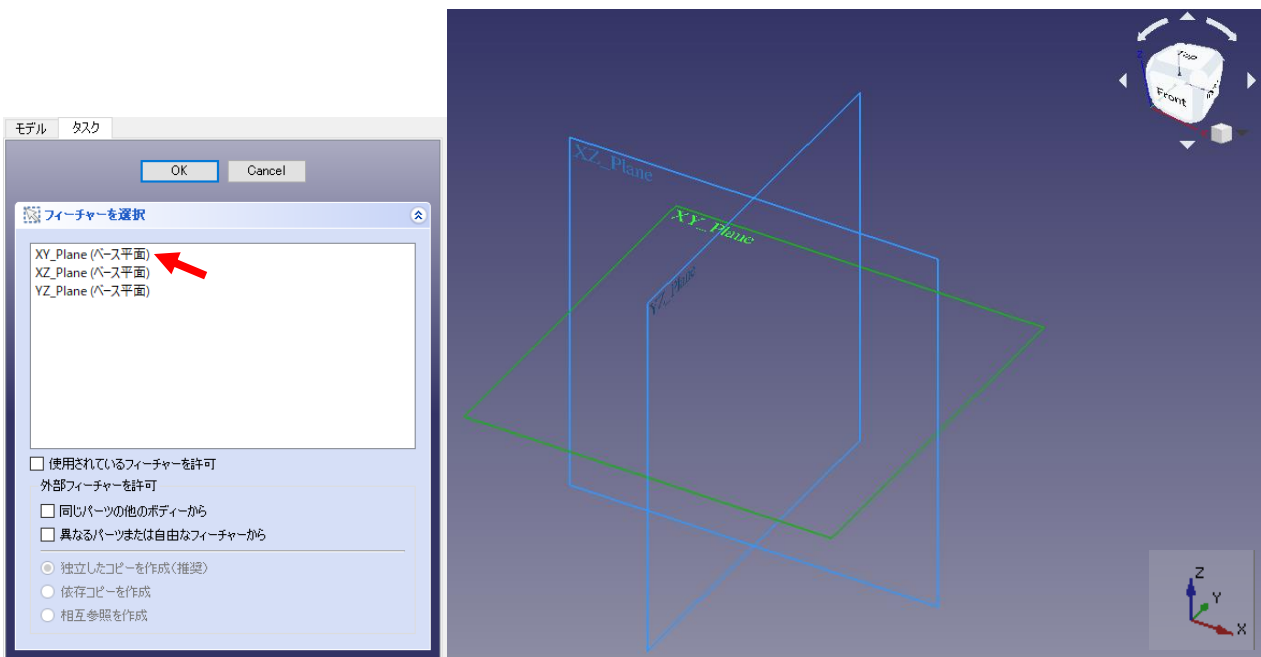 モデル タスク
OK Cancel
フィーチャーを選択
XY_Plane (ベース平面)
XZ_Plane (ベース平面)
YZ_Plane (ベース平面)
使用されているフィーチャーを許可
外部フィーチャーを許可
同じパーツの他のボディーから
異なるパーツまたは自由なフィーチャーから
独立したコピーを作成(推奨)
依存コピーを作成
相互参照を作成
XZ_Plane
XY_Plane
YZ_Plane
Top
Front
Z
Z
Y
X